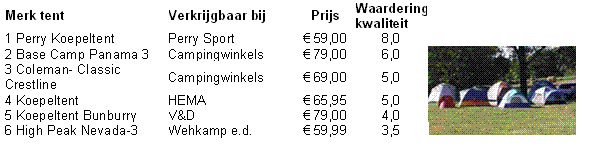 Merk tent Verkrijgbaar bij Prijs Waardering kwaliteit
1 Perry Koepeltent Perry Sport € 59,00 8,0
2 Base Camp Panama 3 Campingwinkels € 79,00 6,0
3 Coleman- Classic Crestline Campingwinkels € 69,00 5,0
4 Koepeltent HEMA € 65,95 5,0
5 Koepeltent Bunburry V&D € 79,00 4,0
6 High Peak Nevada-3 Wehkamp e.d. € 59,99 3,5